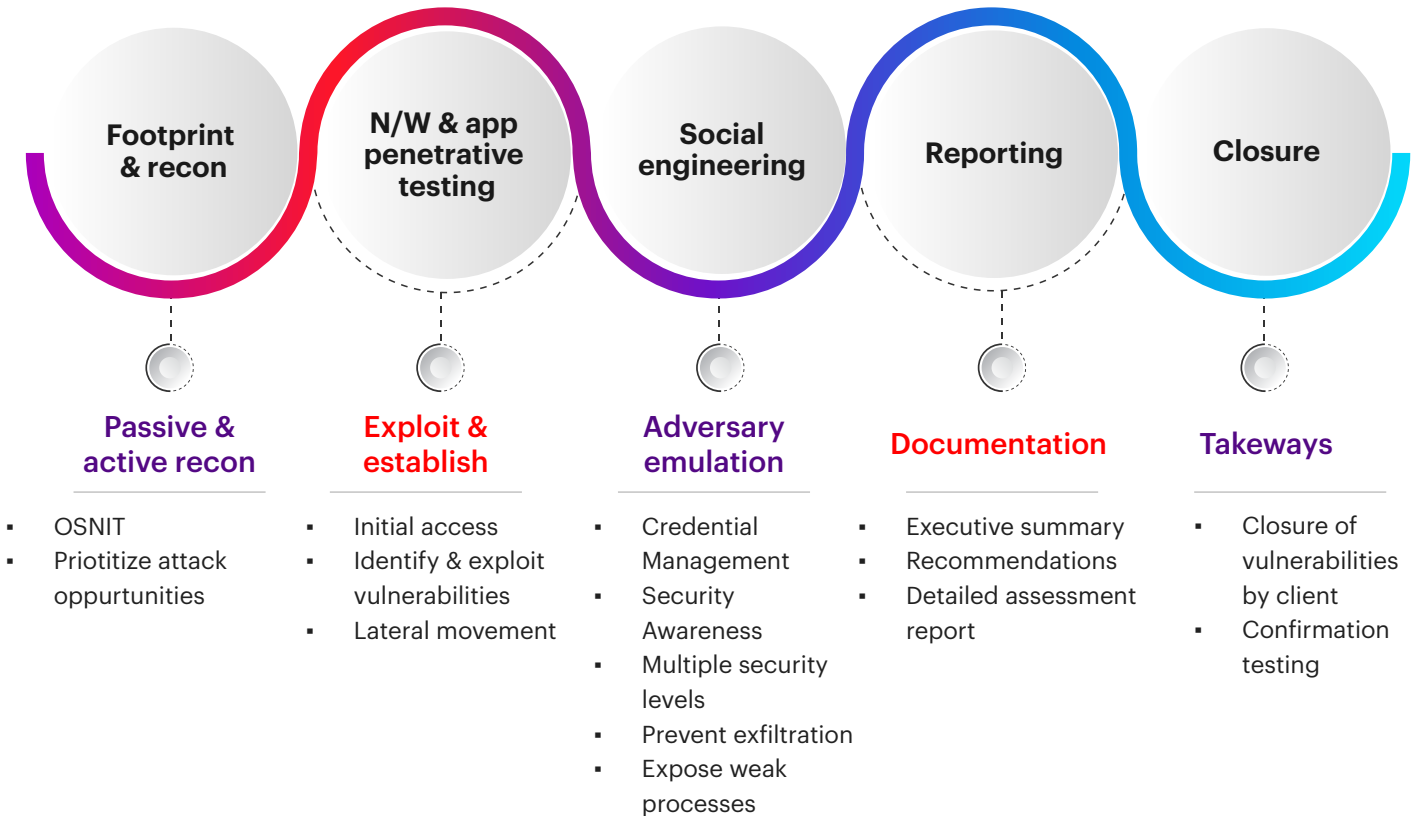 Footprint
& recon
N/W & app
penetrative
testing
Social
engineering
Reporting
Closure
Passive &
active recon
▪ OSNIT
▪ Priotitize attack
oppurtunities
Exploit &
establish
▪ Initial access
▪ Identify & exploit
vulnerabilities
▪ Lateral movement
Adversary
emulation
▪ Credential
Management
▪ Security
Awareness
▪ Multiple security
levels
▪ Prevent exfiltration
▪ Expose weak
processes
Documentation
▪ Executive summary
▪ Recommendations
▪ Detailed assessment
report
Takeways
▪ Closure of
vulnerabilities
by client
▪ Confirmation
testing